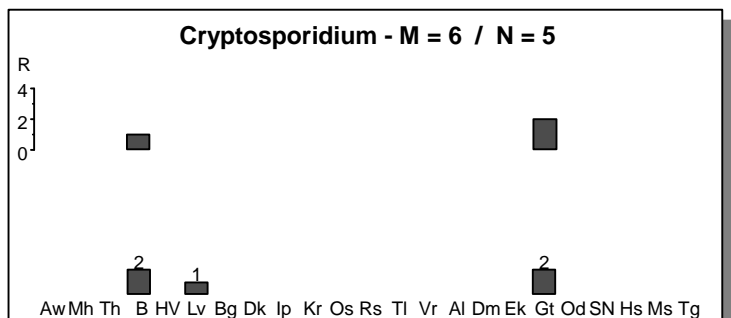 Cryptosporidium - M = 6 / N = 5
R
4
2
0
2 1 2
Aw Mh Th B HV Lv Bg Dk Ip Kr Os Rs Tl Vr Al Dm Ek Gt Od SN Hs Ms Tg